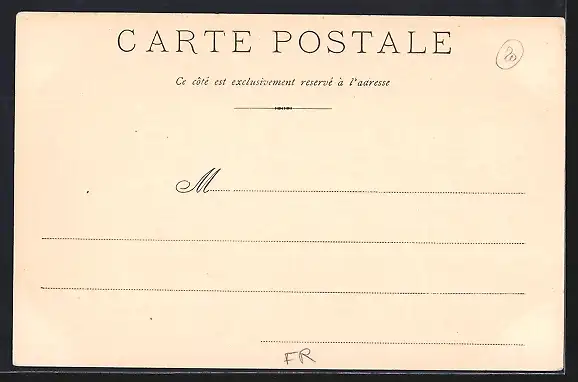 CARTE POSTALE
Ce côté est exclusivement reservé à l'adresse
M
FR